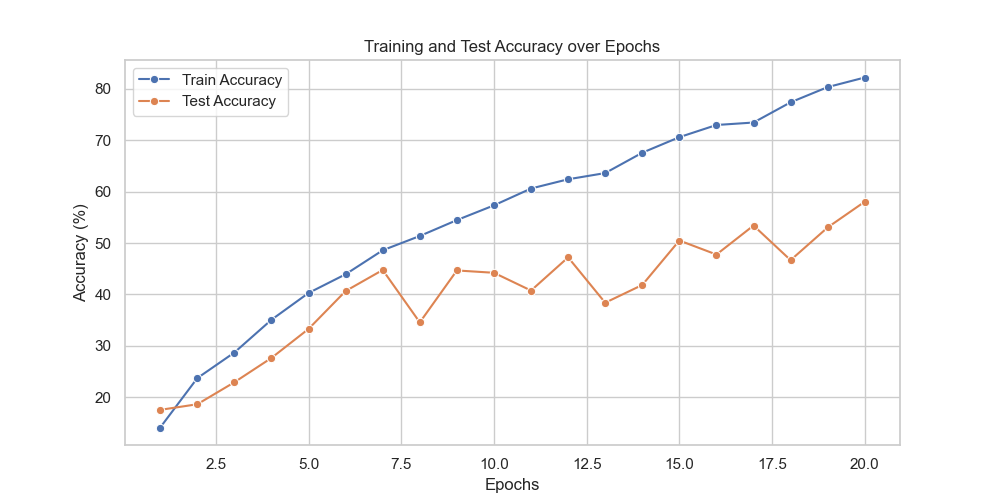 Training and Test Accuracy over Epochs
Train Accuracy
Test Accuracy
Accuracy (%)
80
70
60
50
40
30
20
2.5 5.0 7.5 10.0 12.5 15.0 17.5 20.0
Epochs